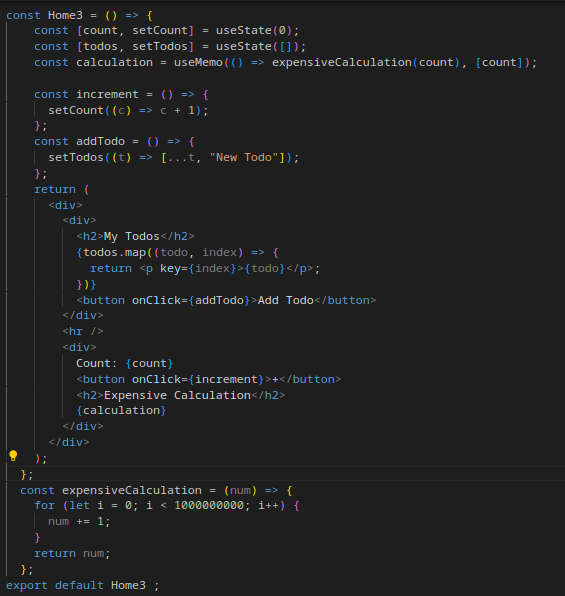 const Home3 = () => {
    const [count, setCount] = useState(0);
    const [todos, setTodos] = useState([]);
    const calculation = useMemo(() => expensiveCalculation(count), [count]);

    const increment = () => {
      setCount((c) => c + 1);
    };
    const addTodo = () => {
      setTodos((t) => [...t, "New Todo"]);
    };
    return (
      <div>
        <div>
          <h2>My Todos</h2>
          {todos.map((todo, index) => {
            return <p key={index}>{todo}</p>;
          })}
          <button onClick={addTodo}>Add Todo</button>
        </div>
        <hr />
        <div>
          Count: {count}
          <button onClick={increment}>+</button>
          <h2>Expensive Calculation</h2>
          {calculation}
        </div>
      </div>
    );
  };
  const expensiveCalculation = (num) => {
    for (let i = 0; i < 1000000000; i++) {
      num += 1;
    }
    return num;
  };
export default Home3 ;